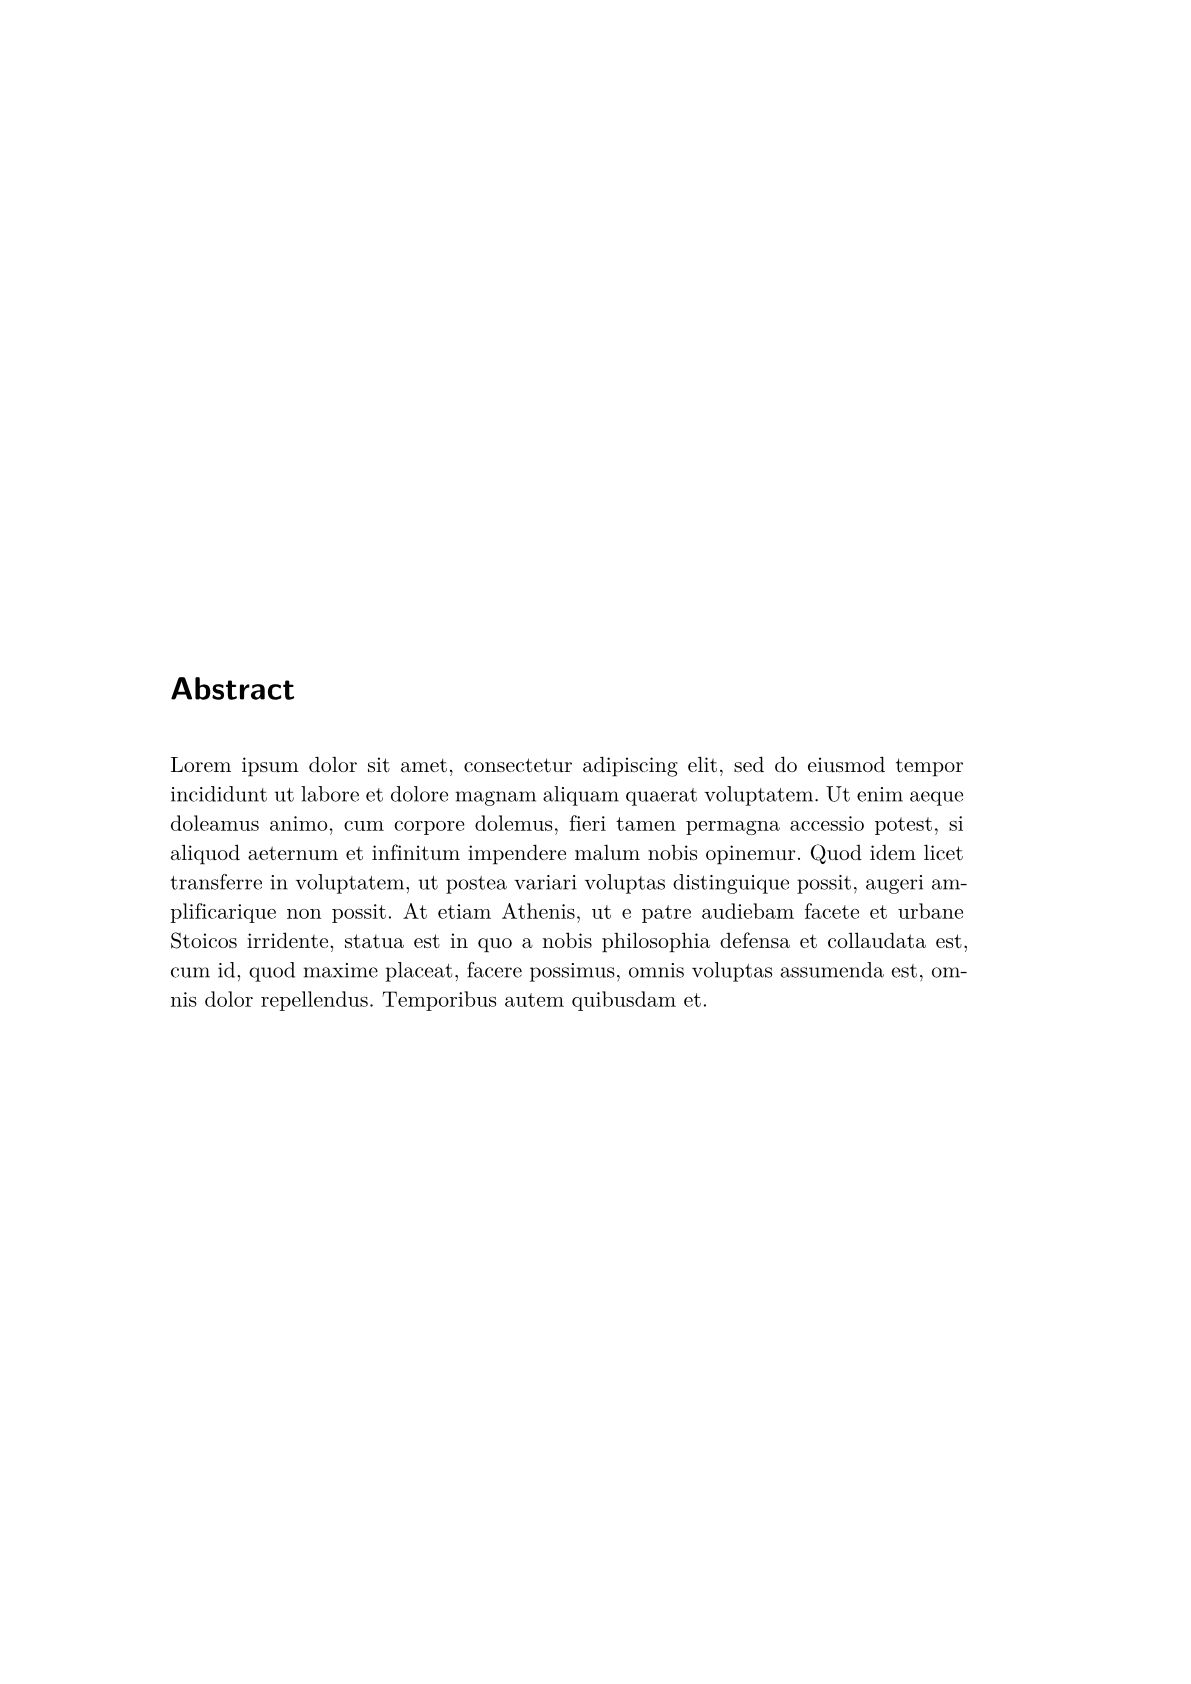 Abstract
Lorem ipsum dolor sit amet, consectetur adipiscing elit, sed do eiusmod tempor
incididunt ut labore et dolore magnam aliquam quaerat voluptatem. Ut enim aeque
doleamus animo, cum corpore dolemus, fieri tamen permagna accessio potest, si
aliquod aeternum et infinitum impendere malum nobis opinemur. Quod idem licet
transferre in voluptatem, ut postea variari voluptas distinguique possit, augeri am-
plificarique non possit. At etiam Athenis, ut e patre audiebam facete et urbane
Stoicos irridente, statua est in quo a nobis philosophia defensa et collaudata est,
cum id, quod maxime placeat, facere possimus, omnis voluptas assumenda est, om-
nis dolor repellendus. Temporibus autem quibusdam et.